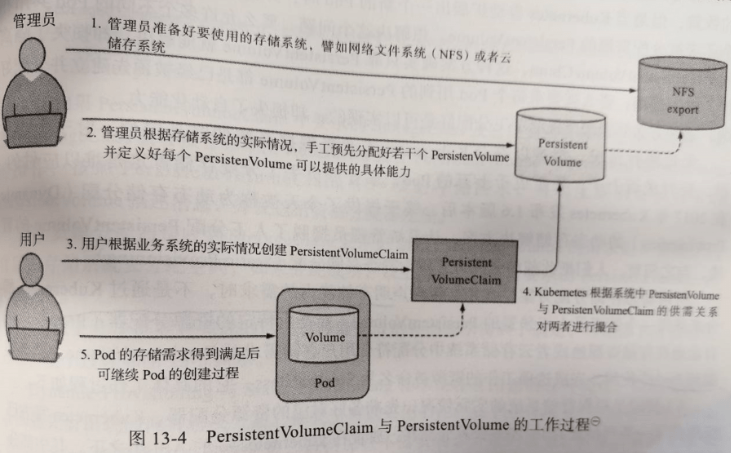 管理员
1. 管理员准备好要使用的存储系统，譬如网络文件系统（NFS）或者云
储存系统
NFS
export
2. 管理员根据存储系统的实际情况，手工预先分配好若干个 PersistenVolume
并定义好每个 PersistenVolume 可以提供的具体能力
Persistent
Volume
用户
3. 用户根据业务系统的实际情况创建 PersistentVolumeClaim
Persistent
VolumeClaim
4. Kubernetes 根据系统中 PersistentVolume
与 PersistentVolumeClaim 的供需关系
对两者进行撮合
Volume
Pod
5. Pod 的存储需求得到满足后
可继续 Pod 的创建过程
图 13-4 PersistentVolumeClaim 与 PersistentVolume 的工作过程㊀